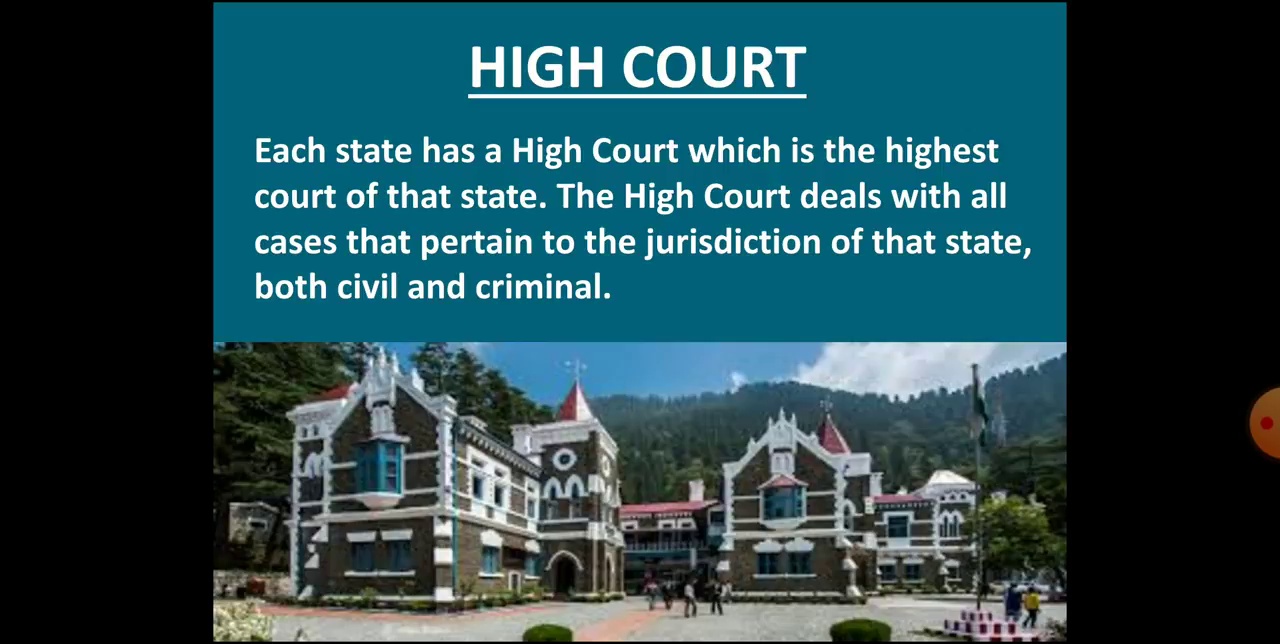 HIGH COURT
Each state has a High Court which is the highest
court of that state. The High Court deals with all
cases that pertain to the jurisdiction of that state,
both civil and criminal.